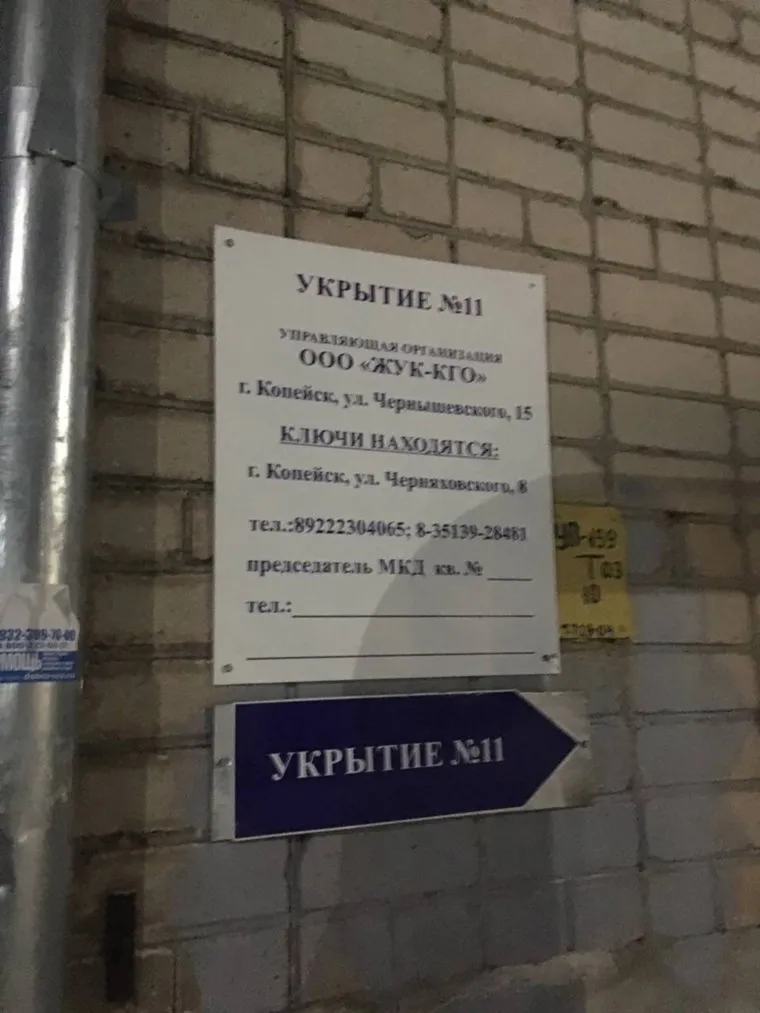 УКРЫТИЕ №11
УПРАВЛЯЮЩАЯ ОРГАНИЗАЦИЯ
ООО «ЖУК-КГО»
г. Копейск, ул. Чернышевского, 15
КЛЮЧИ НАХОДЯТСЯ:
г. Копейск, ул. Черняховского, 8
тел.:89222304065; 8-35139-28481
председатель МКД кв. №
тел.:
УКРЫТИЕ №11